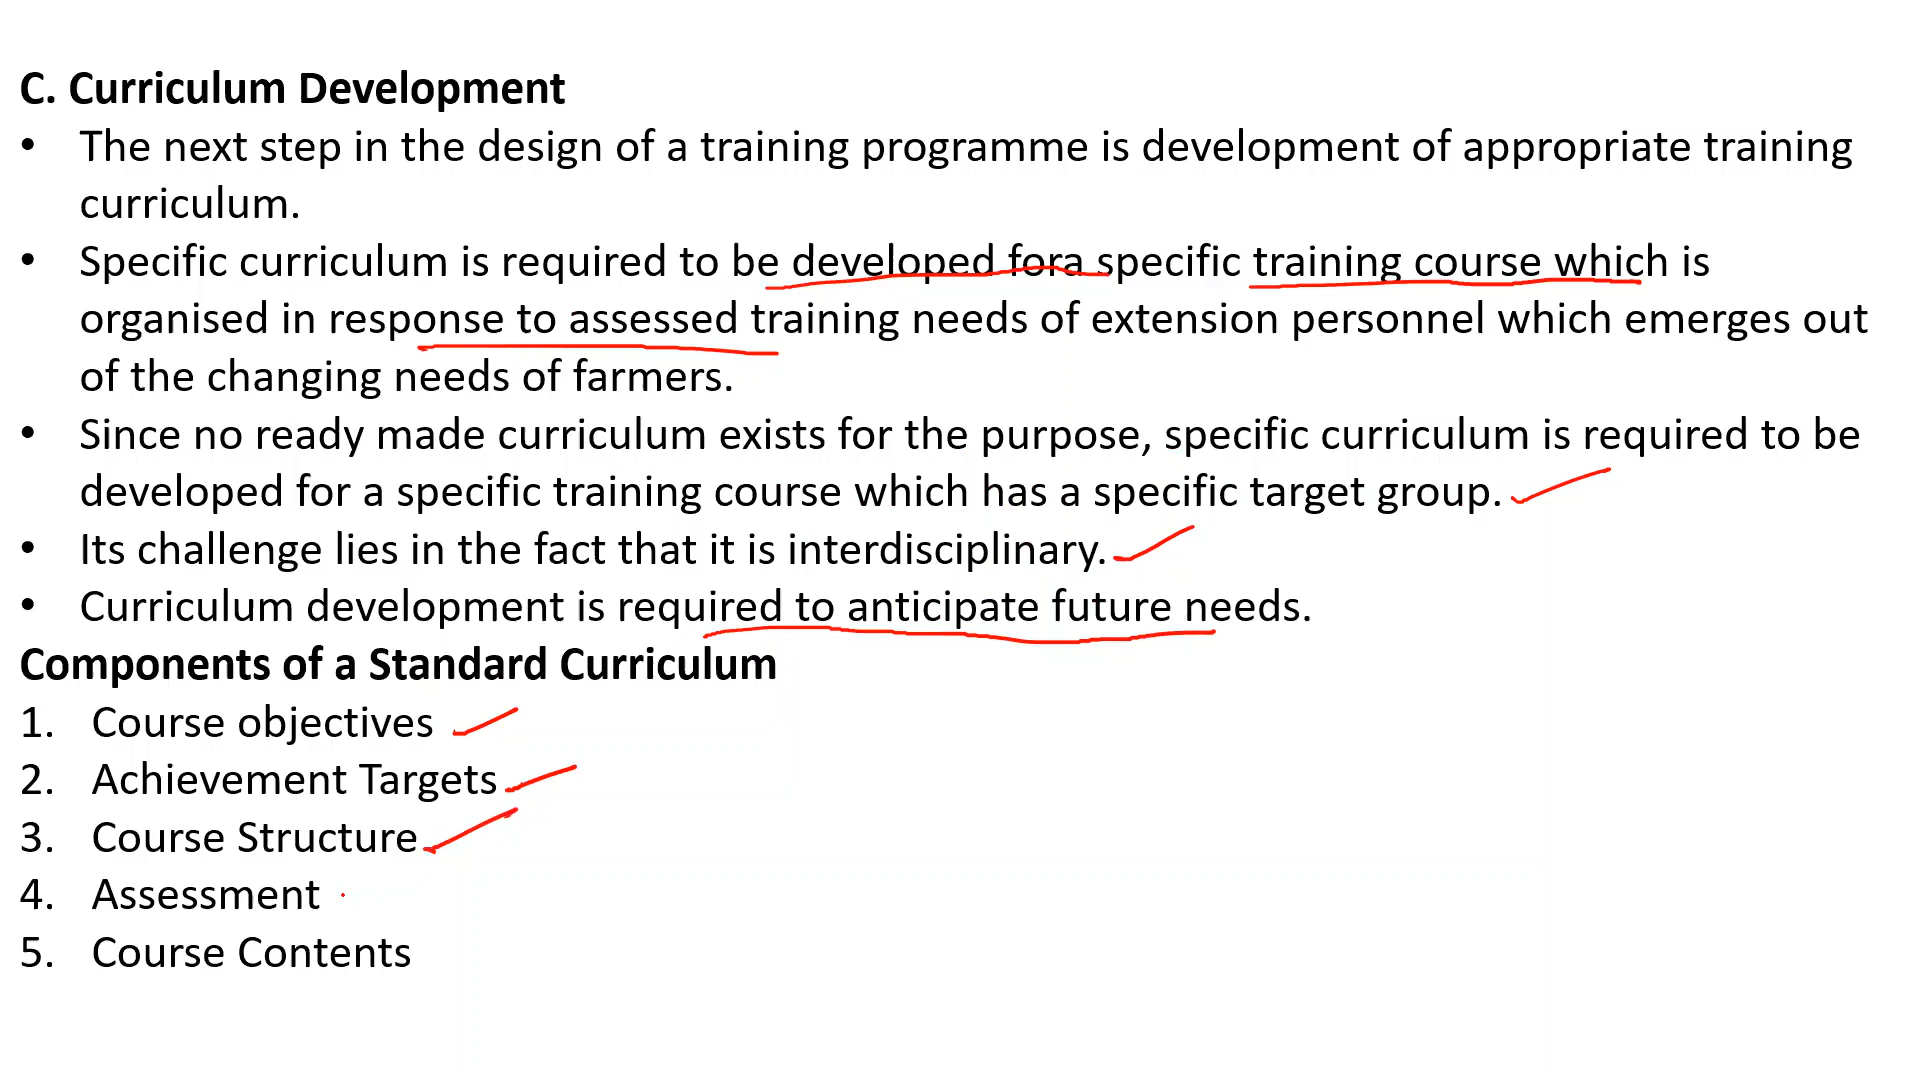 C. Curriculum Development
• The next step in the design of a training programme is development of appropriate training
curriculum.
• Specific curriculum is required to be developed fora specific training course which is
organised in response to assessed training needs of extension personnel which emerges out
of the changing needs of farmers.
• Since no ready made curriculum exists for the purpose, specific curriculum is required to be
developed for a specific training course which has a specific target group.
• Its challenge lies in the fact that it is interdisciplinary.
• Curriculum development is required to anticipate future needs.
Components of a Standard Curriculum
1. Course objectives
2. Achievement Targets
3. Course Structure
4. Assessment
5. Course Contents